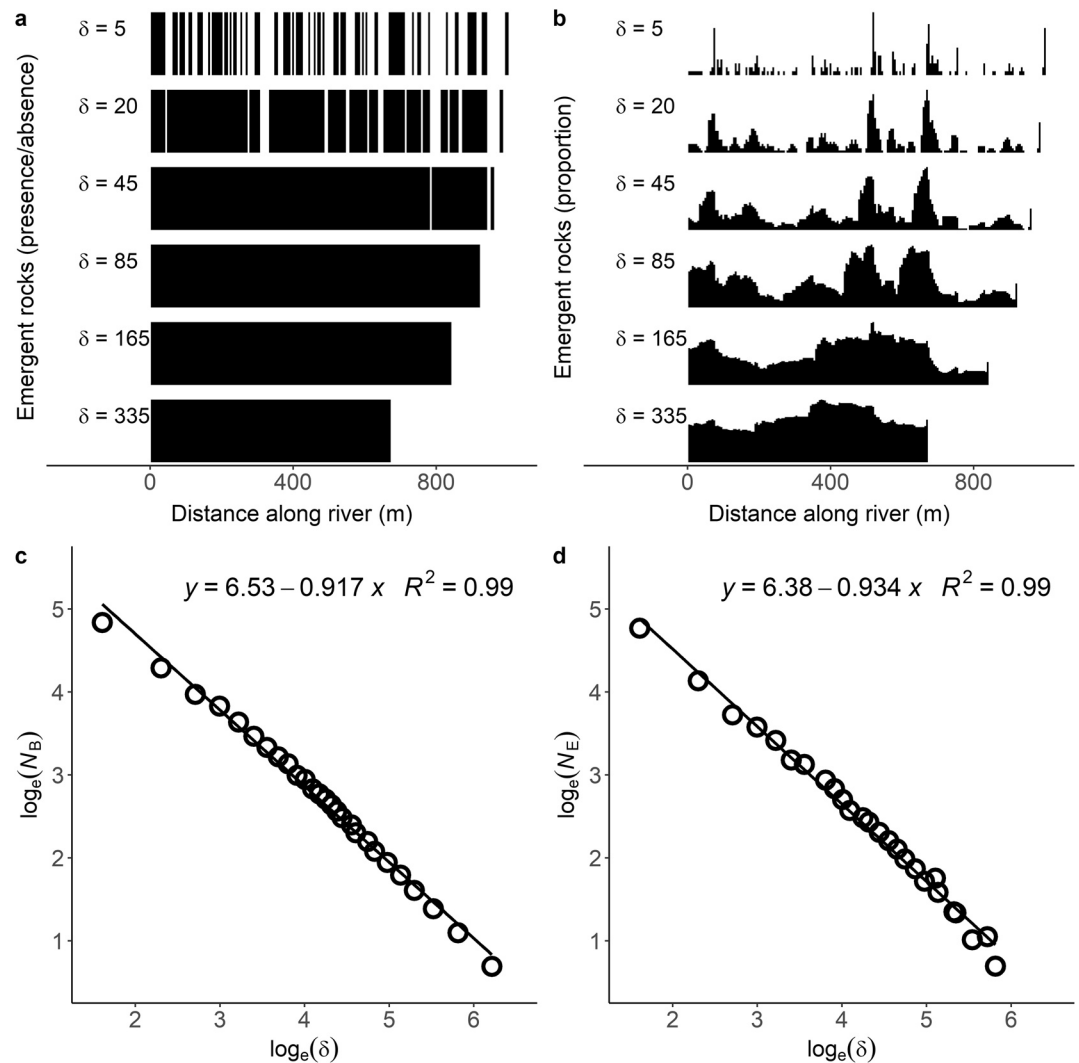 a
Emergent rocks (presence/absence)
δ = 5
δ = 20
δ = 45
δ = 85
δ = 165
δ = 335
0 400 800
Distance along river (m)
b
Emergent rocks (proportion)
δ = 5
δ = 20
δ = 45
δ = 85
δ = 165
δ = 335
0 400 800
Distance along river (m)
c
y = 6.53 – 0.917 x R² = 0.99
logₑ(N_B)
5
4
3
2
1
2 3 4 5 6
logₑ(δ)
d
y = 6.38 – 0.934 x R² = 0.99
logₑ(N_E)
5
4
3
2
1
2 3 4 5 6
logₑ(δ)